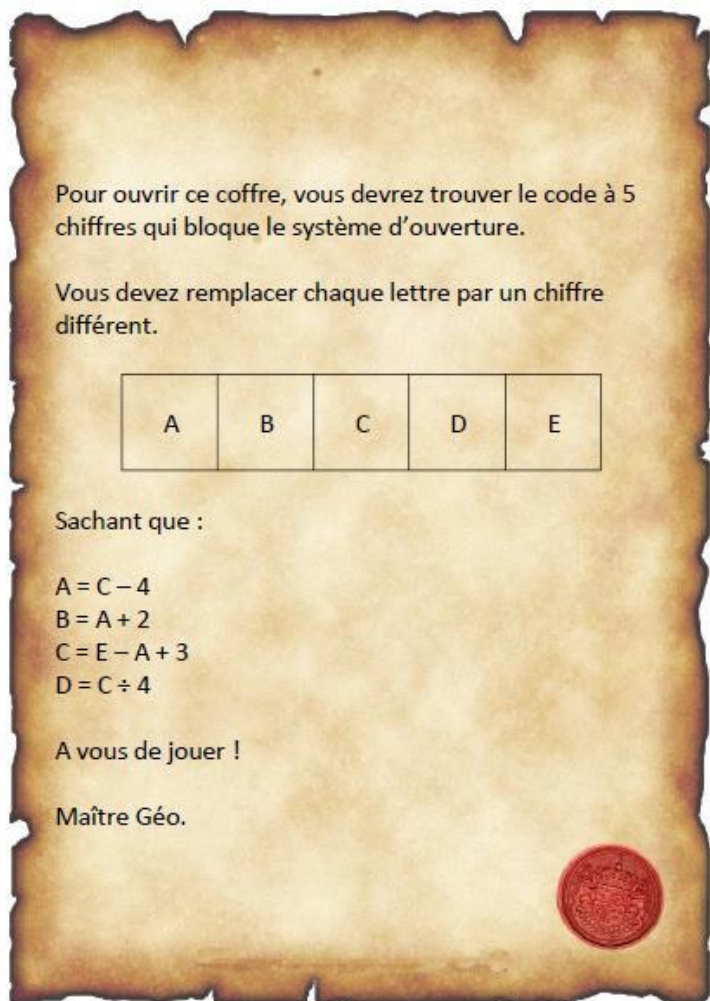 Pour ouvrir ce coffre, vous devrez trouver le code à 5
chiffres qui bloque le système d’ouverture.
Vous devez remplacer chaque lettre par un chiffre
différent.
A B C D E
Sachant que :
A = C – 4
B = A + 2
C = E – A + 3
D = C ÷ 4
A vous de jouer !
Maître Géo.